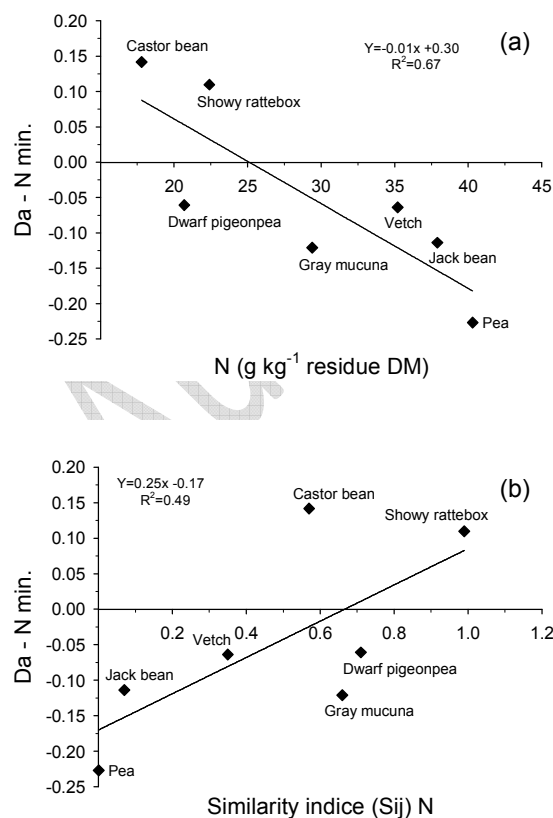 (a)
Y=-0.01x +0.30
R²=0.67
Da - N min.
0.20
0.15
0.10
0.05
0.00
-0.05
-0.10
-0.15
-0.20
-0.25
20 25 30 35 40 45
Castor bean
Showy rattebox
Dwarf pigeonpea
Vetch
Gray mucuna
Jack bean
Pea
N (g kg⁻¹ residue DM)
(b)
Y=0.25x -0.17
R²=0.49
Da - N min.
0.20
0.15
0.10
0.05
0.00
-0.05
-0.10
-0.15
-0.20
-0.25
0.2 0.4 0.6 0.8 1.0 1.2
Castor bean
Showy rattebox
Vetch
Dwarf pigeonpea
Jack bean
Gray mucuna
Pea
Similarity indice (Sij) N